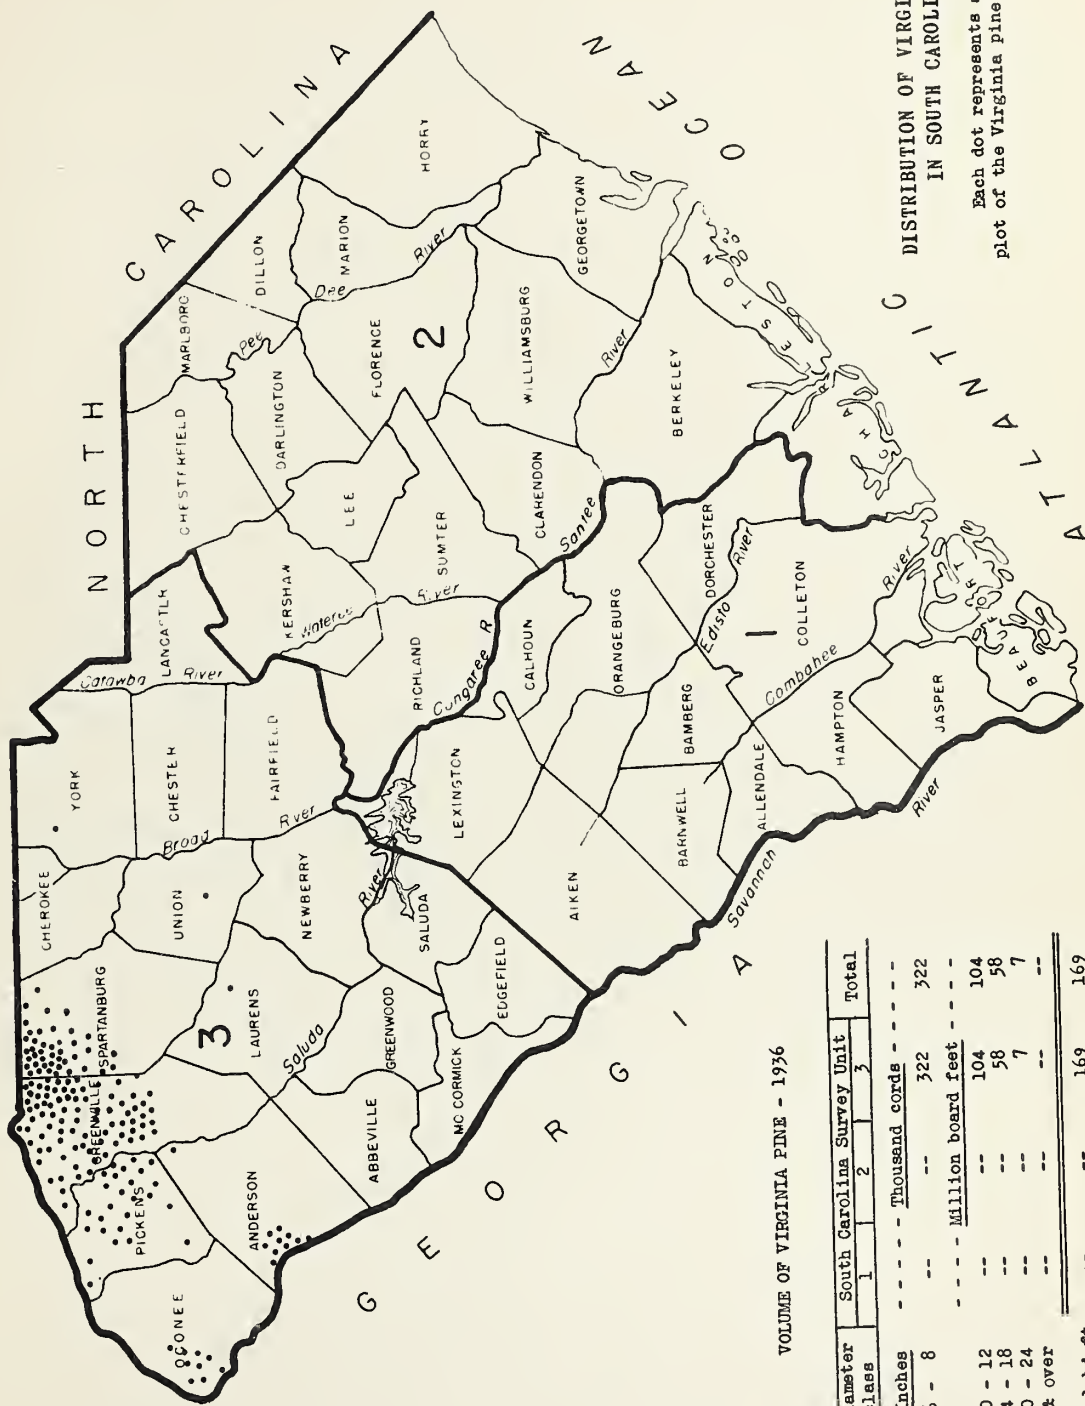 NORTH CAROLINA
ATLANTIC OCEAN
GEORGIA
DISTRIBUTION OF
IN SOUTH
Each dot represents
plot of the Virginia pine
HORRY
DILLON
MARION
MARLBORO
Pee Dee River
FLORENCE
2
GEORGETOWN
CHESTERFIELD
DARLINGTON
WILLIAMSBURG
River
LEE
BERKELEY
CLARENDON
SUMTER
Santee
KERSHAW
Wateree River
LANCASTER
Catawba River
RICHLAND
Congaree R
CALHOUN
ORANGEBURG
DORCHESTER
Edisto River
1
COLLETON
CHARLESTON
YORK
CHESTER
FAIRFIELD
Broad River
LEXINGTON
BAMBERG
Combahee River
HAMPTON
JASPER
BEAUFORT
ALLENDALE
BARNWELL
AIKEN
Savannah River
CHEROKEE
UNION
NEWBERRY
River
SALUDA
SPARTANBURG
3
LAURENS
Saluda
GREENWOOD
EDGEFIELD
MC CORMICK
ABBEVILLE
GREENVILLE
PICKENS
ANDERSON
OCONEE
VOLUME OF VIRGINIA PINE - 1936
South Carolina Survey Unit Total
1 2 3
- - - - - Thousand cords - - - - -
- 8 -- -- 322 322
- - - - Million board feet - - - -
- 12 -- -- 104 104
- 18 -- -- 58 58
- 24 -- -- 7 7
over -- -- -- --
169 169